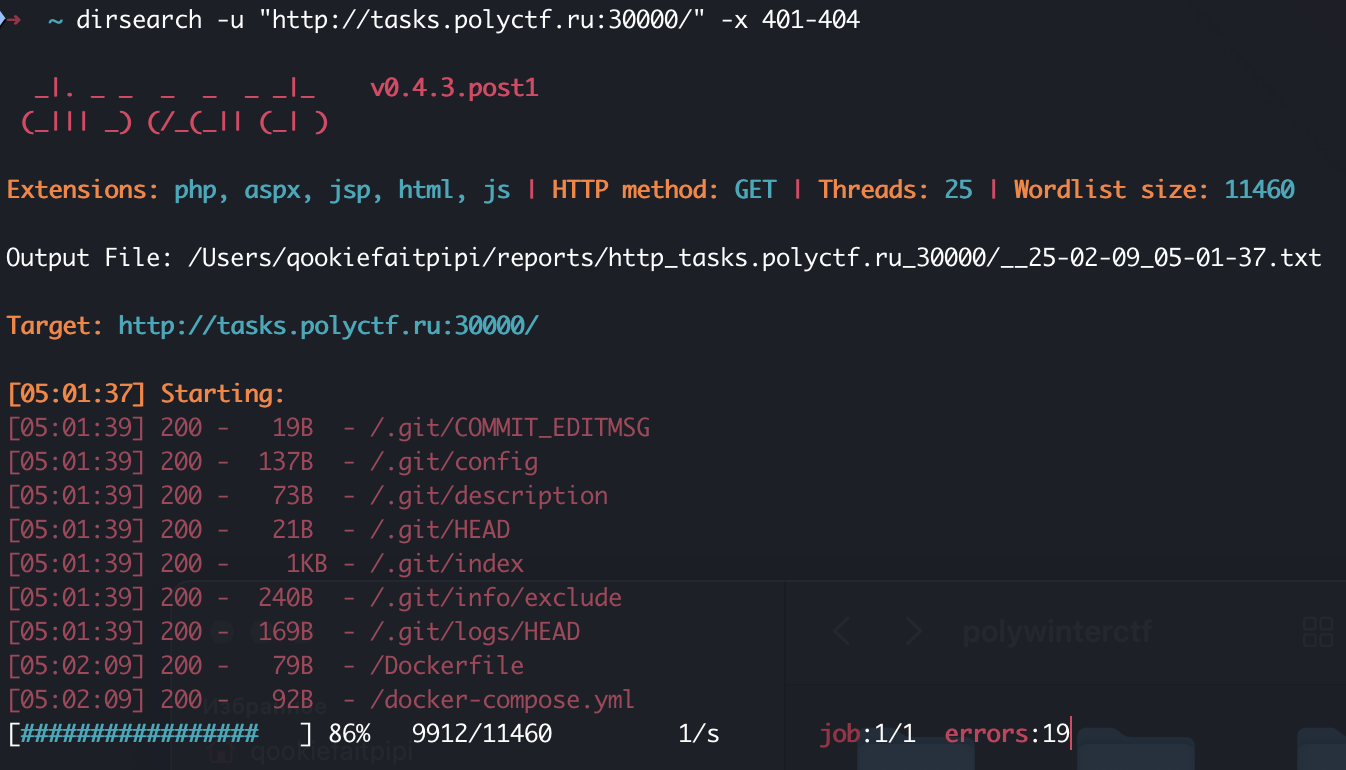 → ~ dirsearch -u "http://tasks.polyctf.ru:30000/" -x 401-404
_|. _ _  _  _  _ _|_    v0.4.3.post1
(_||| _) (/_(_|| (_| )
Extensions: php, aspx, jsp, html, js | HTTP method: GET | Threads: 25 | Wordlist size: 11460
Output File: /Users/qookiefaitpipi/reports/http_tasks.polyctf.ru_30000/__25-02-09_05-01-37.txt
Target: http://tasks.polyctf.ru:30000/
[05:01:37] Starting:
[05:01:39] 200 -   19B  - /.git/COMMIT_EDITMSG
[05:01:39] 200 -  137B  - /.git/config
[05:01:39] 200 -   73B  - /.git/description
[05:01:39] 200 -   21B  - /.git/HEAD
[05:01:39] 200 -    1KB - /.git/index
[05:01:39] 200 -  240B  - /.git/info/exclude
[05:01:39] 200 -  169B  - /.git/logs/HEAD
polywinterctf
[05:02:09] 200 -   79B  - /Dockerfile
[05:02:09] 200 -   92B  - /docker-compose.yml
Избранное
[#################   ] 86%   9912/11460         1/s       job:1/1  errors:19
qookiefaitpipi